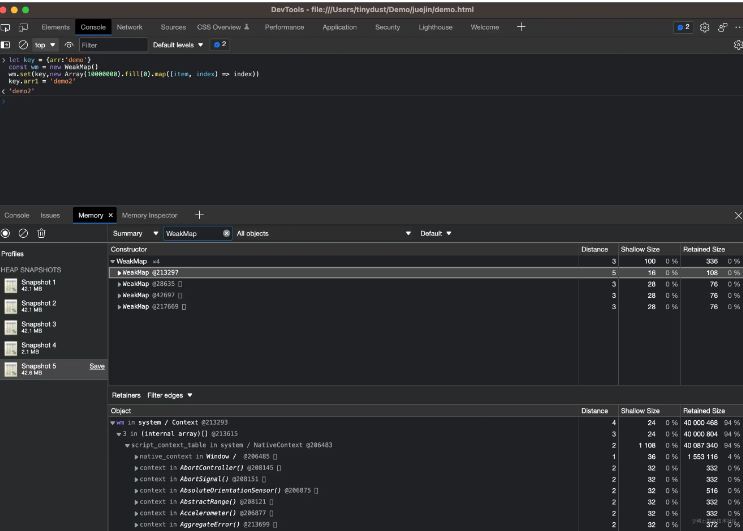 DevTools - file:///Users/tinydust/Demo/juejin/demo.html
Elements Console Network Sources CSS Overview Performance Application Security Lighthouse Welcome 2
top Filter Default levels 2
let key = {arr:'demo'}
const wm = new WeakMap()
wm.set(key,new Array(10000000).fill(0).map((item, index) => index))
key.arr1 = 'demo2'
'demo2'
Console Issues Memory Memory Inspector
Summary WeakMap All objects Default
Profiles
HEAP SNAPSHOTS
Snapshot 1
42.1 MB
Snapshot 2
42.1 MB
Snapshot 3
42.1 MB
Snapshot 4
2.1 MB
Snapshot 5 Save
42.6 MB
Constructor Distance Shallow Size Retained Size
WeakMap ×4 3 100 0 % 336 0 %
WeakMap @213297 5 16 0 % 108 0 %
WeakMap @28635 3 28 0 % 76 0 %
WeakMap @42697 3 28 0 % 76 0 %
WeakMap @217669 3 28 0 % 76 0 %
Retainers Filter edges
Object Distance Shallow Size Retained Size
wm in system / Context @213293 4 24 0 % 40 000 468 94 %
3 in (internal array)[] @213615 3 24 0 % 40 000 804 94 %
script_context_table in system / NativeContext @206483 2 1 108 0 % 40 087 340 94 %
native_context in Window / @206485 1 36 0 % 1 553 116 4 %
context in AbortController() @208145 2 32 0 % 332 0 %
context in AbortSignal() @208151 2 32 0 % 332 0 %
context in AbsoluteOrientationSensor() @206875 2 32 0 % 516 0 %
context in AbstractRange() @208121 2 32 0 % 332 0 %
context in Accelerometer() @206877 2 32 0 % 332 0 %
context in AggregateError() @213699 2 32 0 % 372 0 %